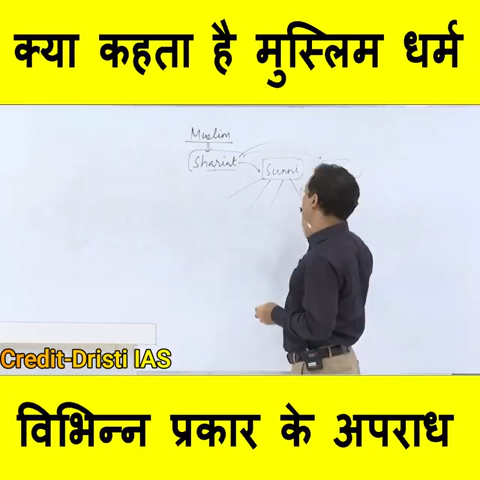 क्या कहता है मुस्लिम धर्म
Muslim
Shariat
Sunni
Credit-Dristi IAS
विभिन्न प्रकार के अपराध